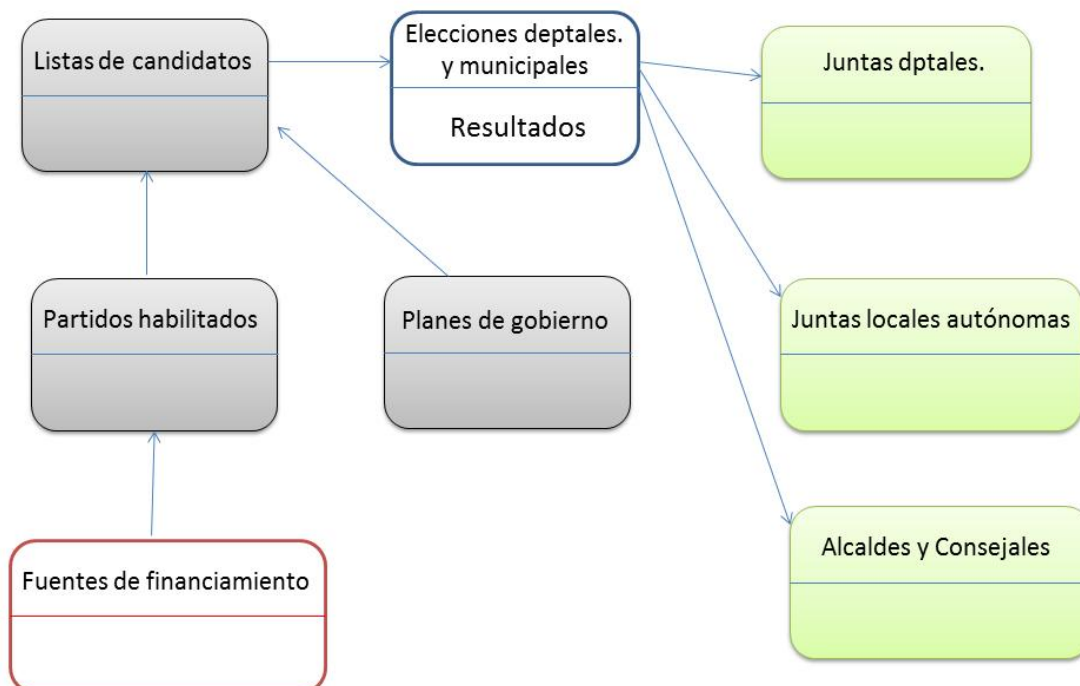 Listas de candidatos
Elecciones deptales.
y municipales
Resultados
Juntas dptales.
Partidos habilitados
Planes de gobierno
Juntas locales autónomas
Fuentes de financiamiento
Alcaldes y Consejales